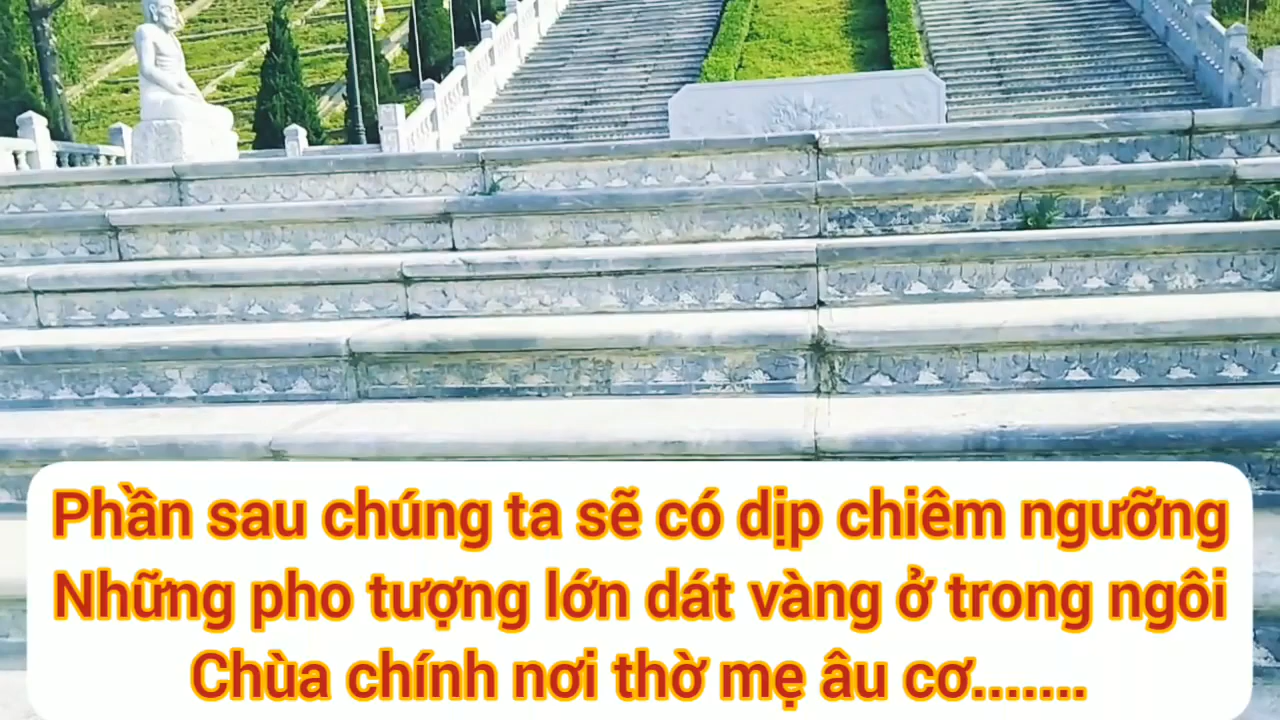 Phần sau chúng ta sẽ có dịp chiêm ngưỡng
Những pho tượng lớn dát vàng ở trong ngôi
Chùa chính nơi thờ mẹ âu cơ.......